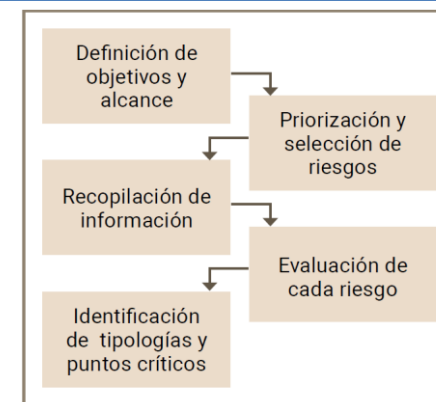 Definición de
objetivos y
alcance
Priorización y
selección de
riesgos
Recopilación de
información
Evaluación de
cada riesgo
Identificación
de tipologías y
puntos críticos